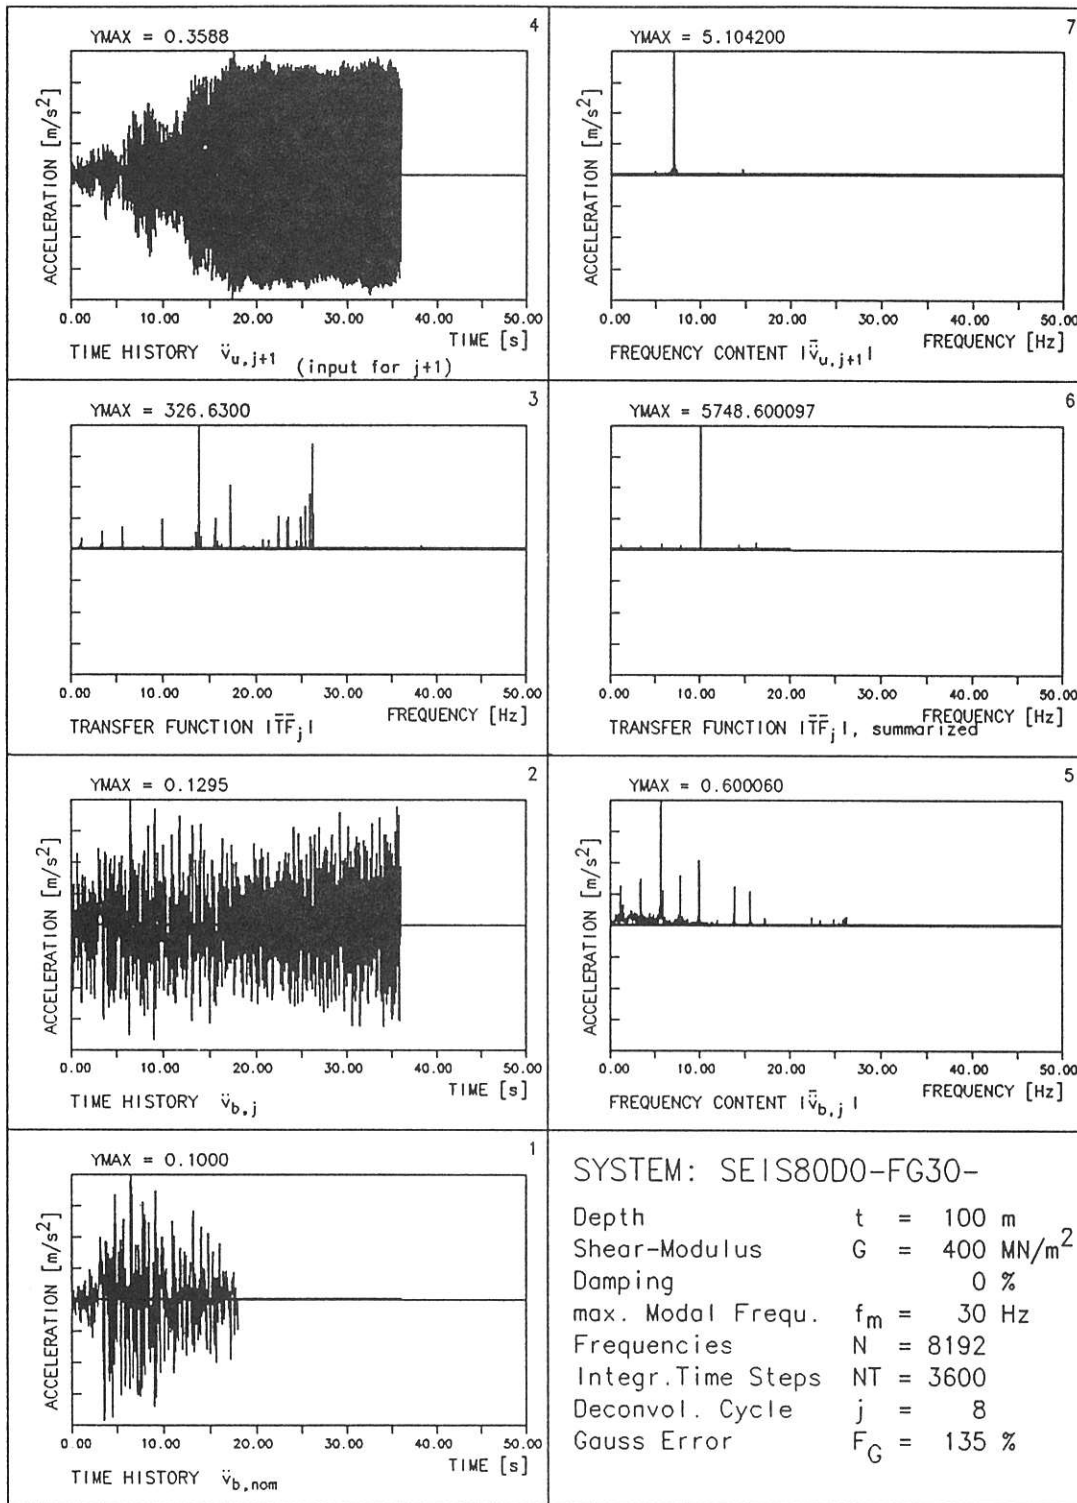 4
YMAX = 0.3588
ACCELERATION [m/s²]
0.00 10.00 20.00 30.00 40.00 50.00
TIME [s]
TIME HISTORY v̈u,j+1 (input for j+1)
7
YMAX = 5.104200
ACCELERATION [m/s²]
0.00 10.00 20.00 30.00 40.00 50.00
FREQUENCY [Hz]
FREQUENCY CONTENT |v̈̄u,j+1|
3
YMAX = 326.6300
0.00 10.00 20.00 30.00 40.00 50.00
FREQUENCY [Hz]
TRANSFER FUNCTION |T̿F̿j|
6
YMAX = 5748.600097
0.00 10.00 20.00 30.00 40.00 50.00
FREQUENCY [Hz]
TRANSFER FUNCTION |T̿F̿j|, summarized
2
YMAX = 0.1295
ACCELERATION [m/s²]
0.00 10.00 20.00 30.00 40.00 50.00
TIME [s]
TIME HISTORY v̈b,j
5
YMAX = 0.600060
ACCELERATION [m/s²]
0.00 10.00 20.00 30.00 40.00 50.00
FREQUENCY [Hz]
FREQUENCY CONTENT |v̈̄b,j|
1
YMAX = 0.1000
ACCELERATION [m/s²]
0.00 10.00 20.00 30.00 40.00 50.00
TIME [s]
TIME HISTORY v̈b,nom
SYSTEM: SEIS80D0-FG30-
Depth t = 100 m
Shear-Modulus G = 400 MN/m²
Damping 0 %
max. Modal Frequ. fm = 30 Hz
Frequencies N = 8192
Integr.Time Steps NT = 3600
Deconvol. Cycle j = 8
Gauss Error FG = 135 %